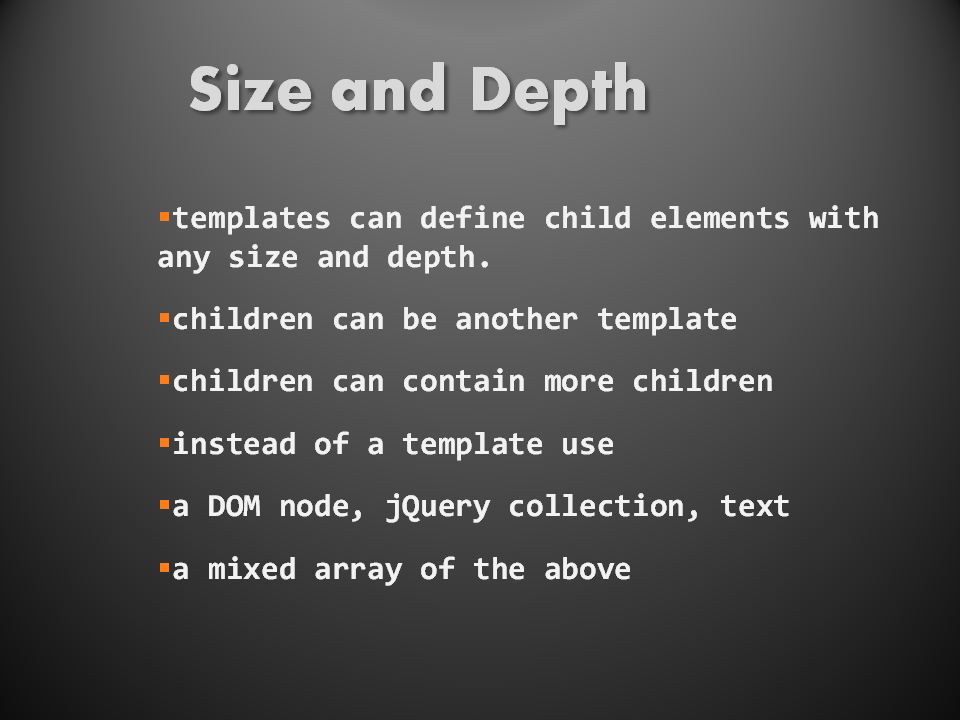 Size and Depth
▪templates can define child elements with
any size and depth.
▪children can be another template
▪children can contain more children
▪instead of a template use
▪a DOM node, jQuery collection, text
▪a mixed array of the above